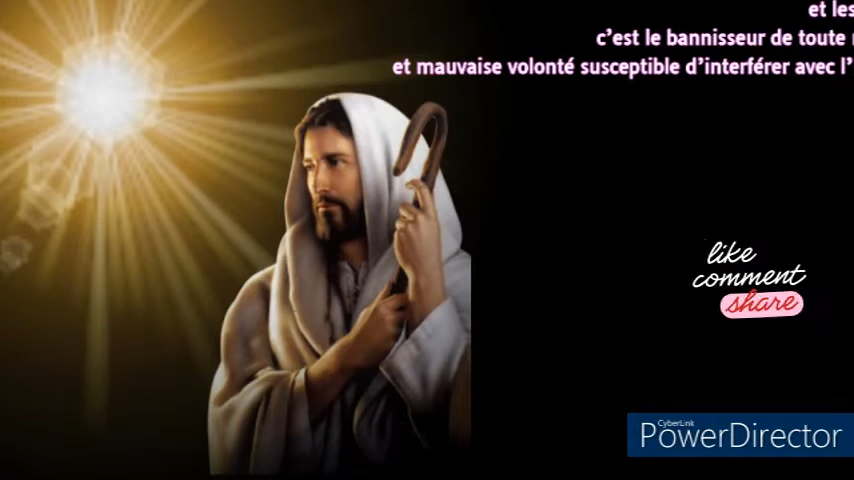 et les
c’est le bannisseur de toute
et mauvaise volonté susceptible d’interférer avec l’
like
comment
share
CyberLink
PowerDirector